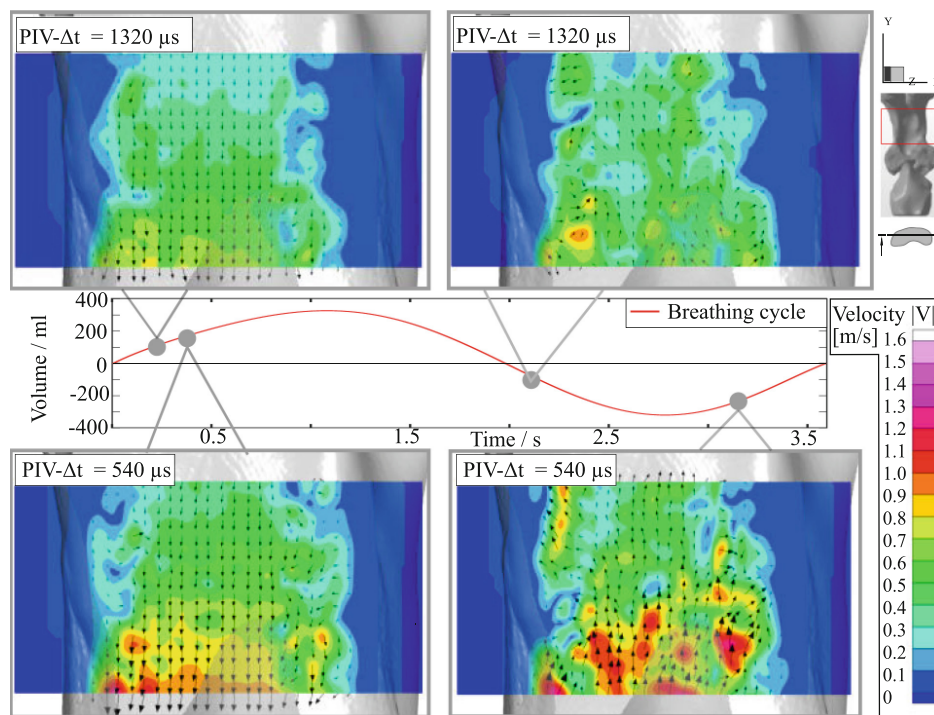 PIV-Δt = 1320 μs
PIV-Δt = 1320 μs
Y
Z
400
200
0
-200
-400
Volume / ml
Breathing cycle
0.5
1.5
2.5
3.5
Time / s
Velocity |V|
[m/s]
1.6
1.5
1.4
1.3
1.2
1.1
1.0
0.9
0.8
0.7
0.6
0.5
0.4
0.3
0.2
0.1
0
PIV-Δt = 540 μs
PIV-Δt = 540 μs